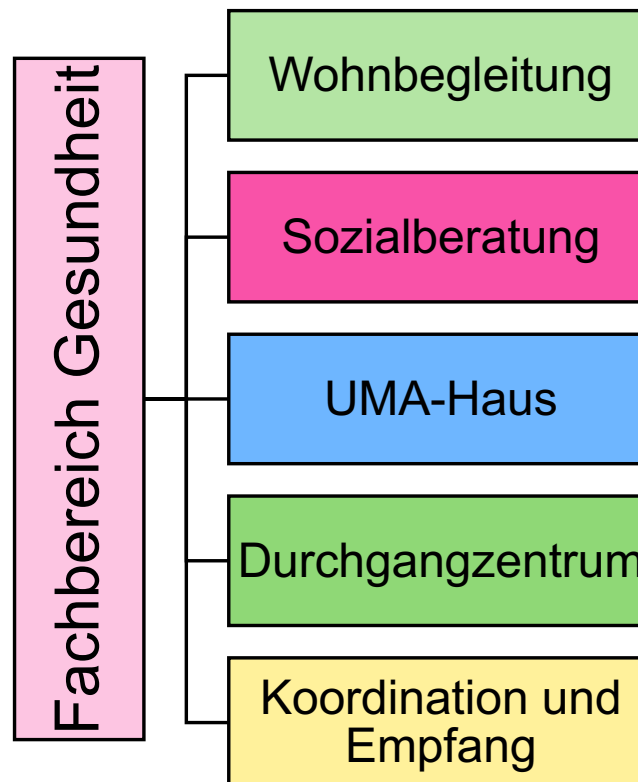 Fachbereich Gesundheit
Wohnbegleitung
Sozialberatung
UMA-Haus
Durchgangzentrum
Koordination und
Empfang